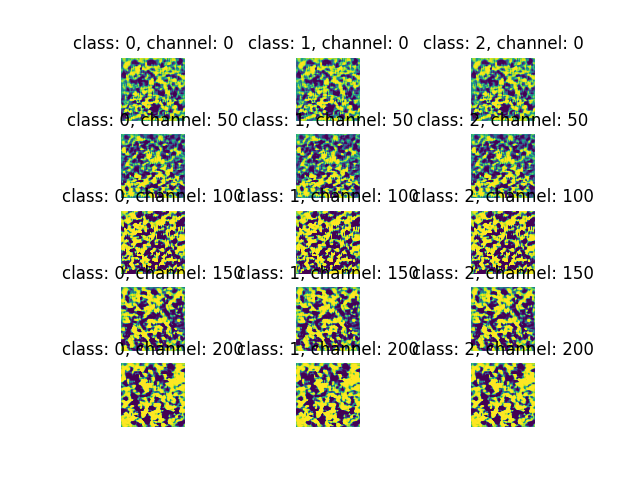 class: 0, channel: 0 class: 1, channel: 0 class: 2, channel: 0
class: 0, channel: 50 class: 1, channel: 50 class: 2, channel: 50
class: 0, channel: 100 class: 1, channel: 100 class: 2, channel: 100
class: 0, channel: 150 class: 1, channel: 150 class: 2, channel: 150
class: 0, channel: 200 class: 1, channel: 200 class: 2, channel: 200